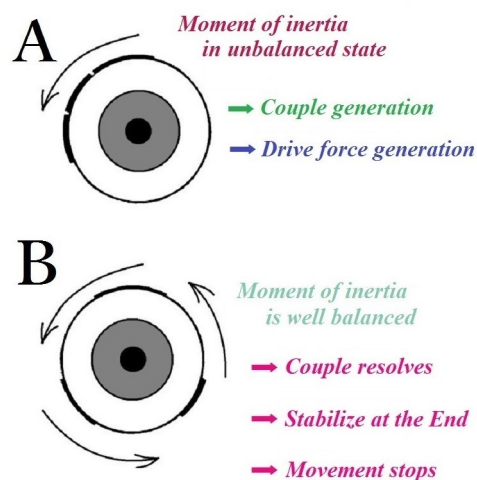 A
Moment of inertia
in unbalanced state
Couple generation
Drive force generation
B
Moment of inertia
is well balanced
Couple resolves
Stabilize at the End
Movement stops